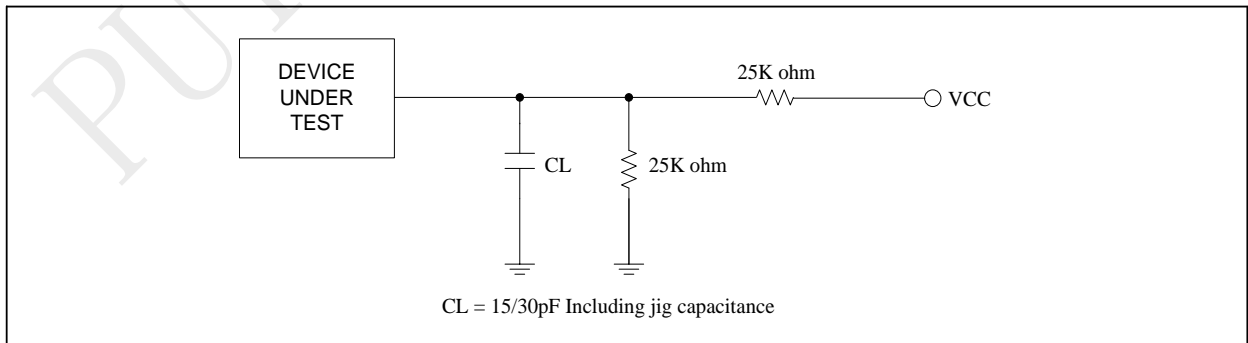 DEVICE
UNDER
TEST
25K ohm
VCC
CL
25K ohm
CL = 15/30pF Including jig capacitance